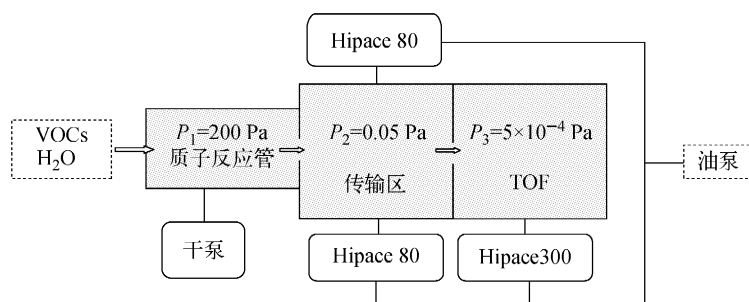 Hipace 80
VOCs
H₂O
P₁=200 Pa
质子反应管
P₂=0.05 Pa
传输区
P₃=5×10⁻⁴ Pa
TOF
油泵
干泵
Hipace 80
Hipace300